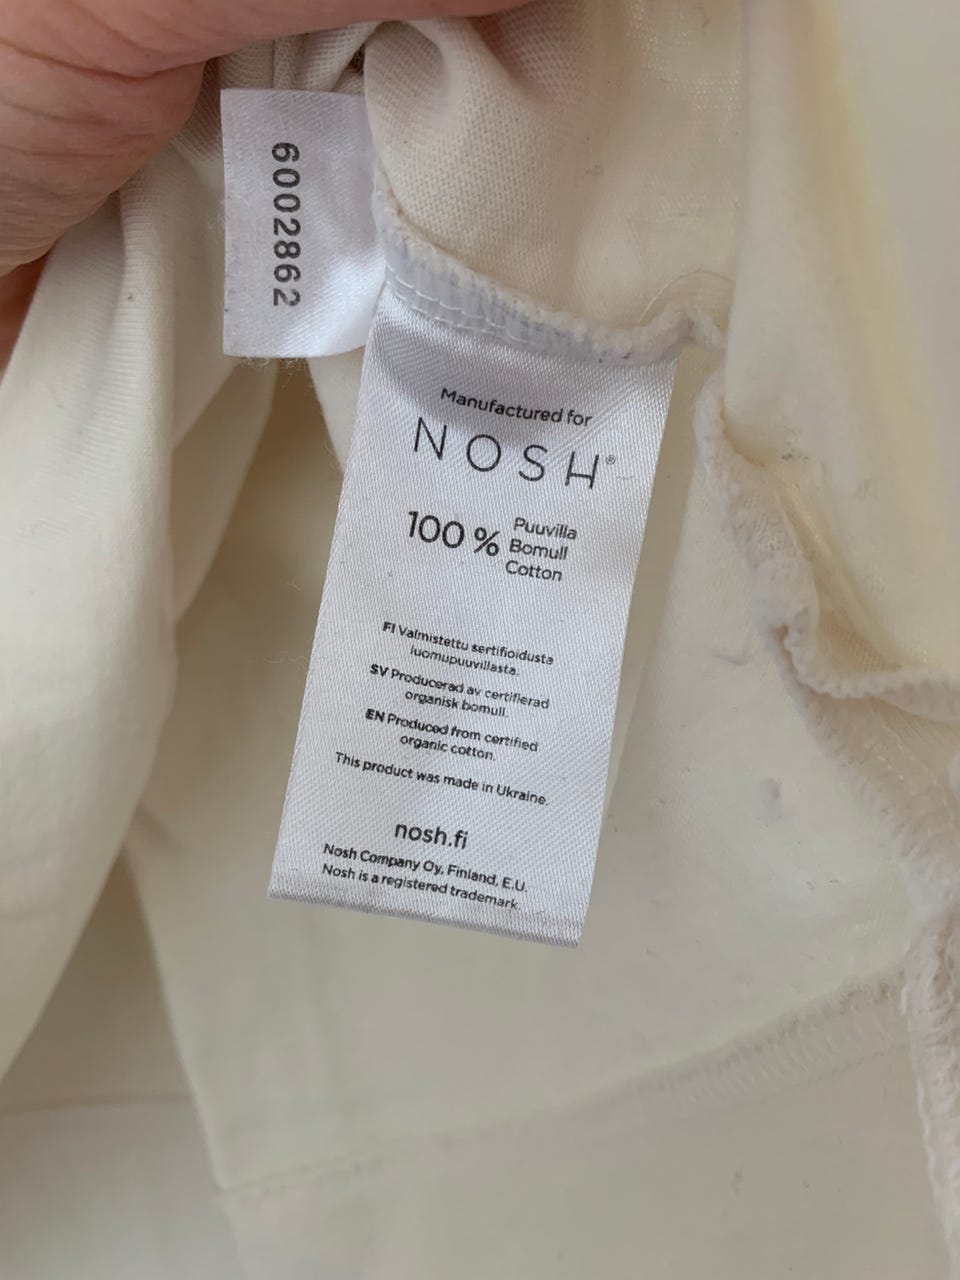 6002862
Manufactured for
NOSH®
100 % Puuvilla
Bomull
Cotton
FI Valmistettu sertifioidusta
luomupuuvillasta.
SV Producerad av certifierad
organisk bomull.
EN Produced from certified
organic cotton.
This product was made in Ukraine.
nosh.fi
Nosh Company Oy, Finland, E.U.
Nosh is a registered trademark.